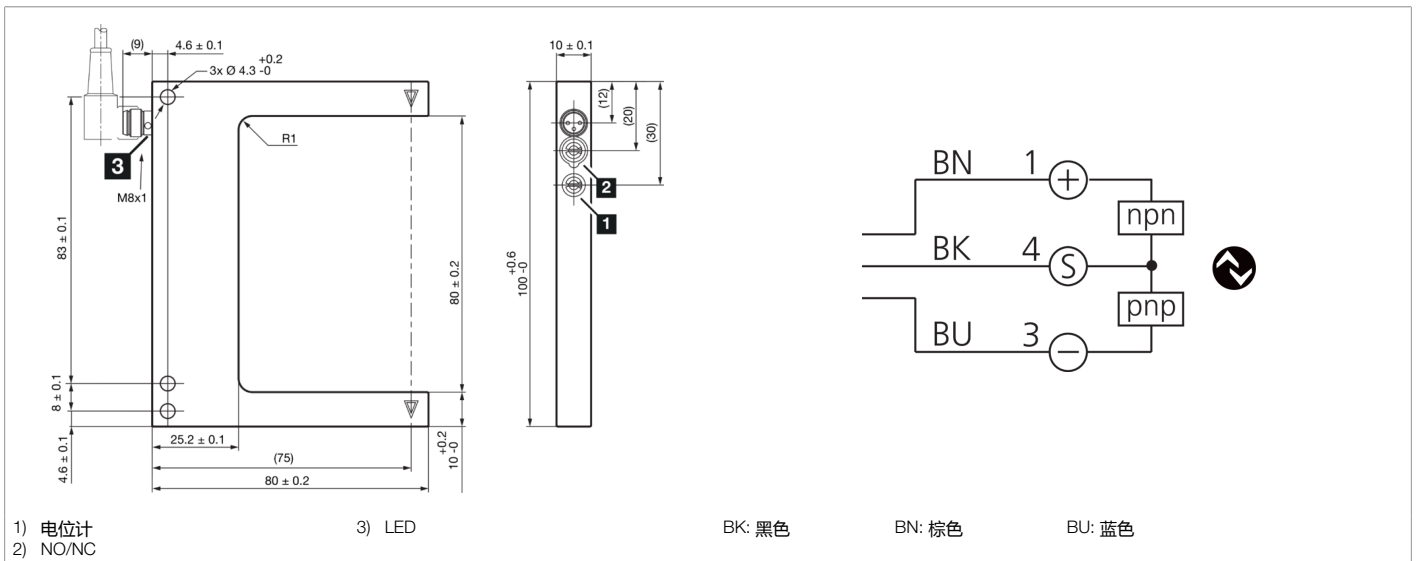 (9)
4.6 ± 0.1
3x Ø 4.3 +0.2 -0
10 ± 0.1
(12)
(20)
(30)
R1
3
M8x1
2
1
83 ± 0.1
80 ± 0.2
100 +0.6 -0
8 ± 0.1
4.6 ± 0.1
25.2 ± 0.1
(75)
80 ± 0.2
10 +0.2 -0
BN 1 +
npn
BK 4 S
pnp
BU 3 −
1) 电位计
2) NO/NC
3) LED
BK: 黑色
BN: 棕色
BU: 蓝色